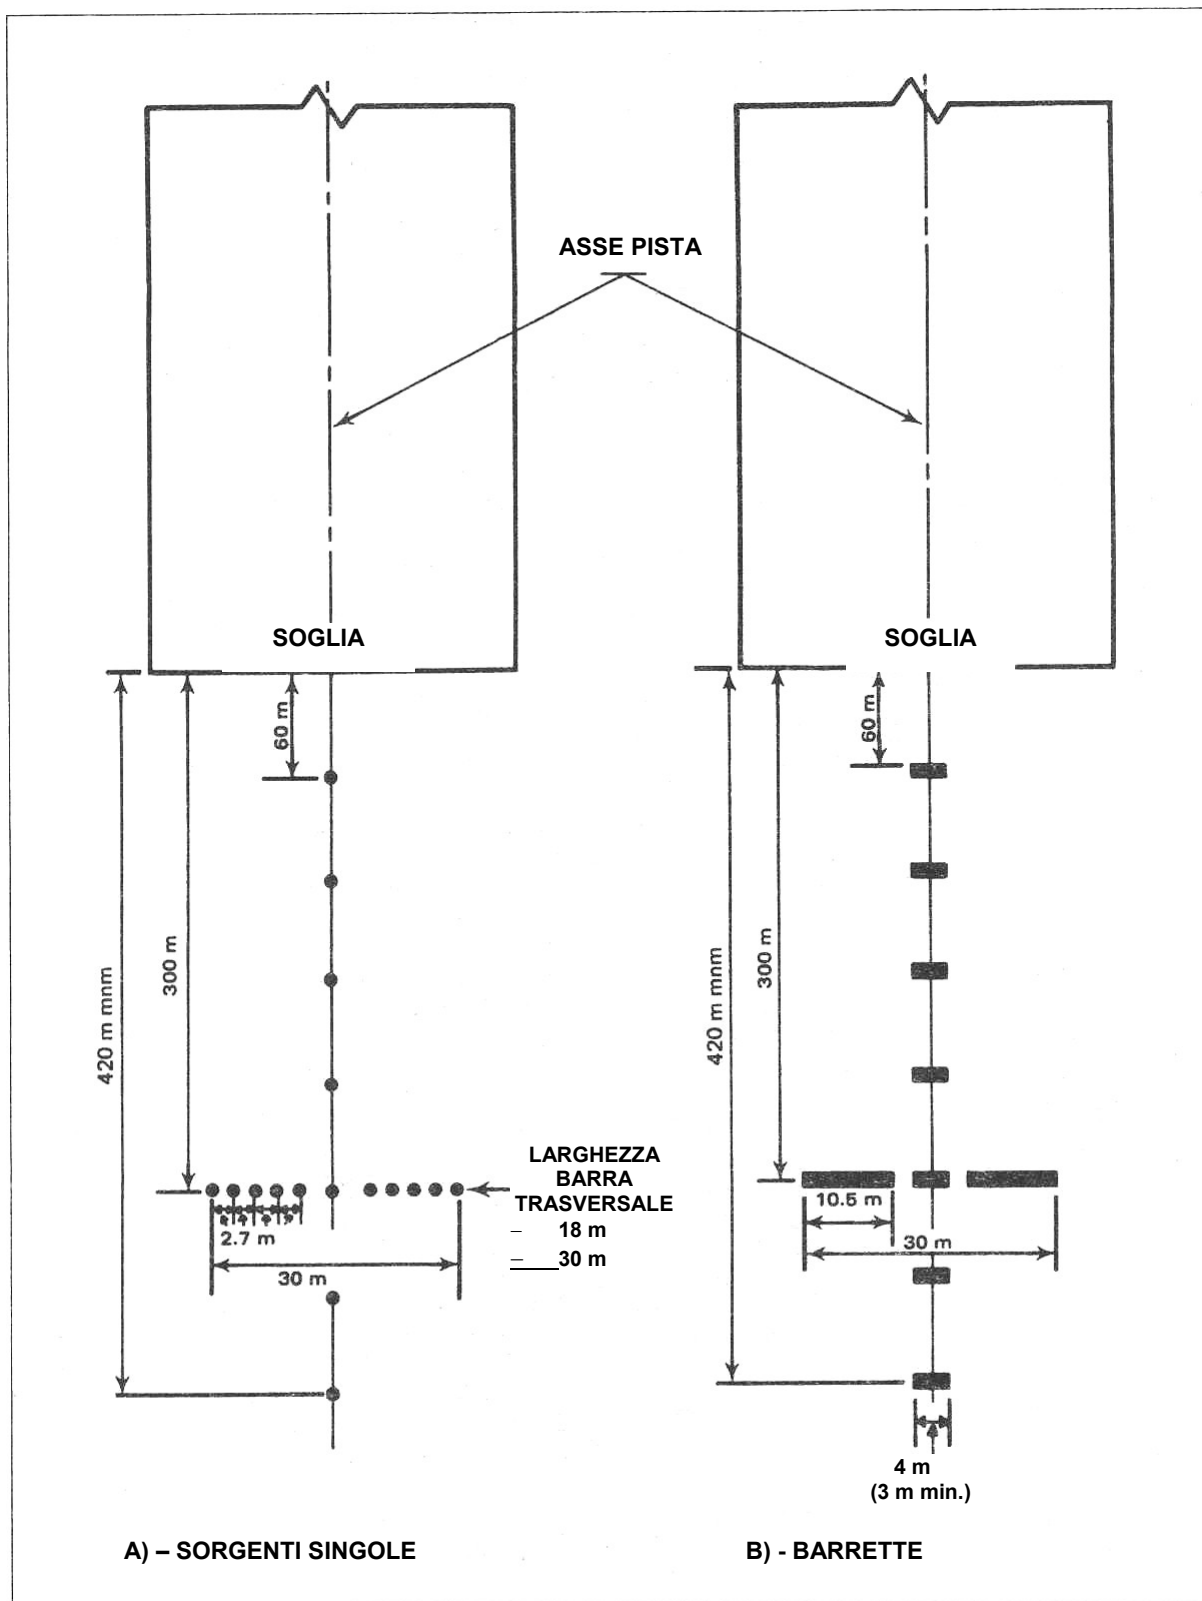 ASSE PISTA
SOGLIA
SOGLIA
60 m
60 m
300 m
300 m
420 m mnm
420 m mnm
LARGHEZZA
BARRA
TRASVERSALE
– 18 m
– 30 m
2.7 m
30 m
10.5 m
30 m
4 m
(3 m min.)
A) – SORGENTI SINGOLE
B) - BARRETTE